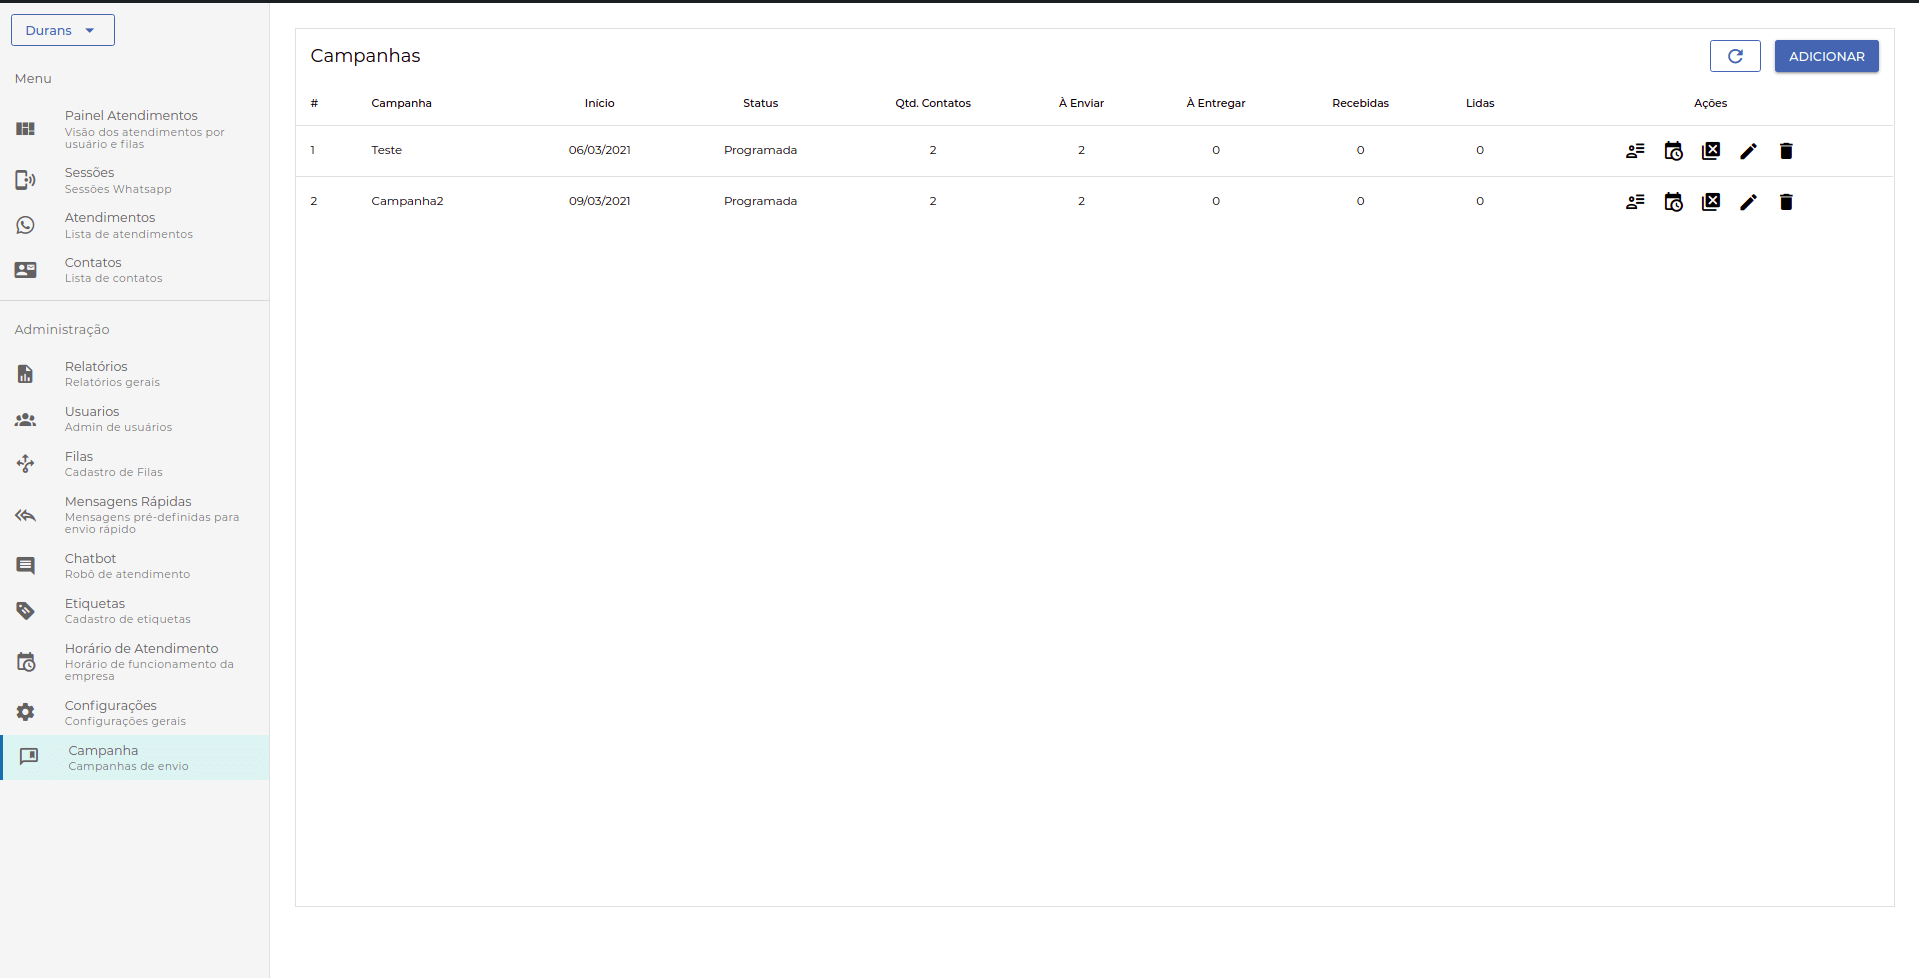 Durans
Menu
Painel Atendimentos
Visão dos atendimentos por
usuário e filas
Sessões
Sessões Whatsapp
Atendimentos
Lista de atendimentos
Contatos
Lista de contatos
Administração
Relatórios
Relatórios gerais
Usuarios
Admin de usuários
Filas
Cadastro de Filas
Mensagens Rápidas
Mensagens pré-definidas para
envio rápido
Chatbot
Robô de atendimento
Etiquetas
Cadastro de etiquetas
Horário de Atendimento
Horário de funcionamento da
empresa
Configurações
Configurações gerais
Campanha
Campanhas de envio
Campanhas
ADICIONAR
# Campanha Início Status Qtd. Contatos À Enviar À Entregar Recebidas Lidas Ações
1 Teste 06/03/2021 Programada 2 2 0 0 0
2 Campanha2 09/03/2021 Programada 2 2 0 0 0